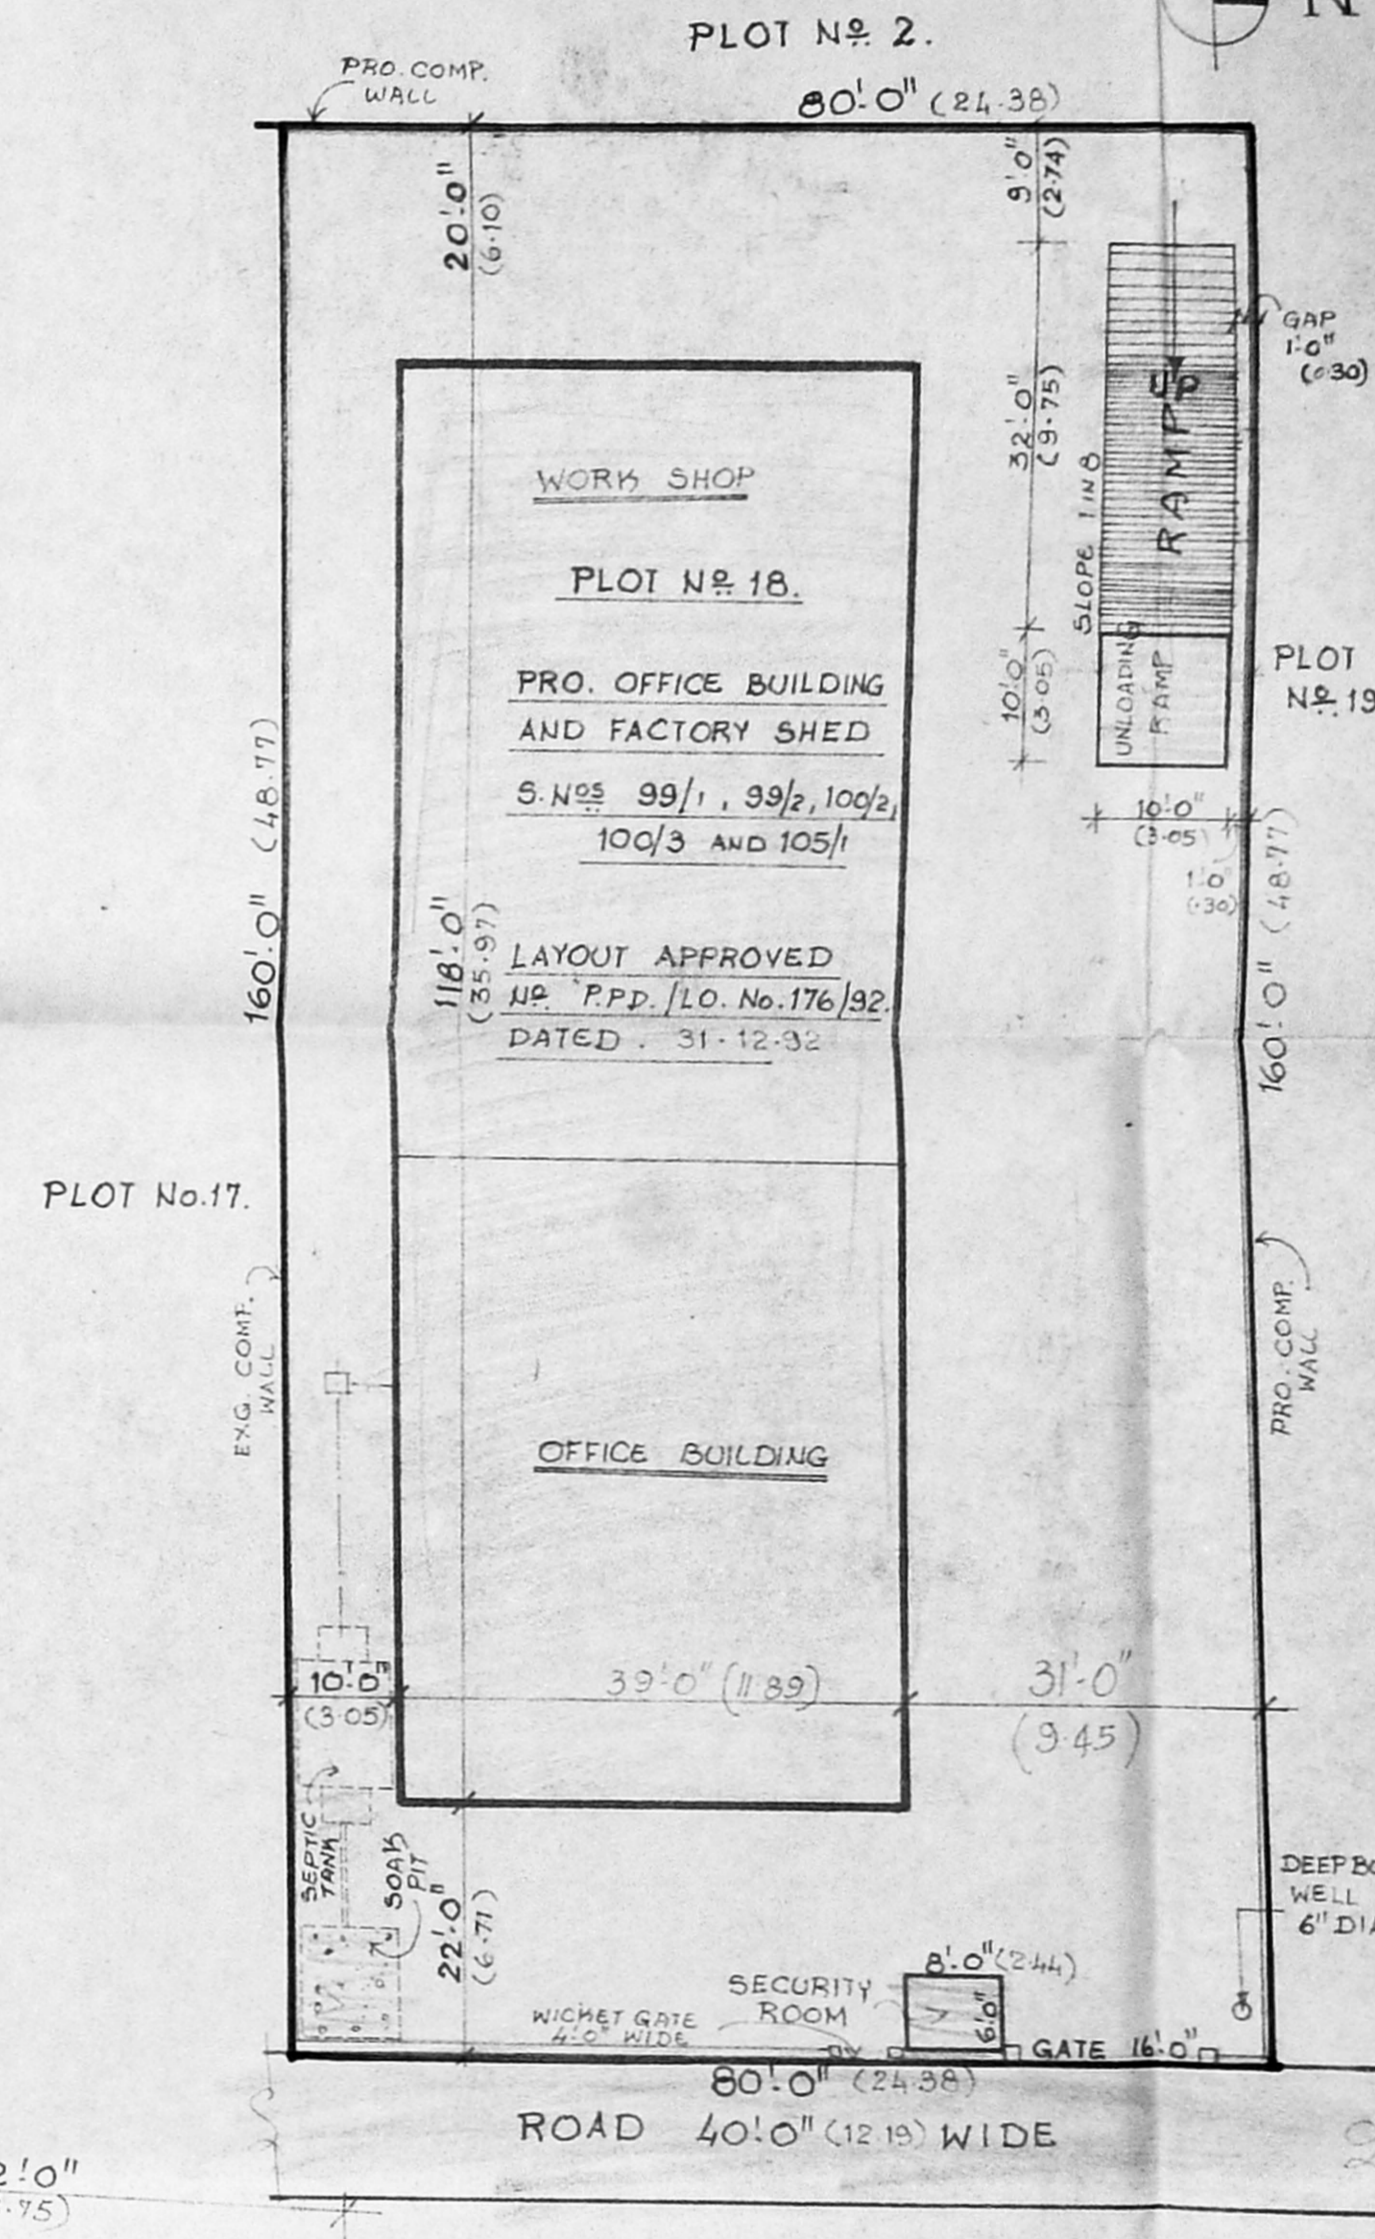 N
PLOT Nº 2.
PRO. COMP.
WALL
80'-0" (24·38)
20'-0"
(6·10)
9'-0"
(2·74)
GAP
1'-0"
(0·30)
UP
RAMP
32'-0"
(9·75)
SLOPE 1 IN 8
WORK SHOP
PLOT Nº 18.
PRO. OFFICE BUILDING
AND FACTORY SHED
S. Nos 99/1, 99/2, 100/2,
100/3 AND 105/1
10'-0"
(3·05)
UNLOADING
RAMP
PLOT
Nº 19
10'-0"
(3·05)
1'-0"
(·30)
160'-0" (48·77)
118'-0"
(35·97)
LAYOUT APPROVED
Nº P.P.D./LO. No. 176/92.
DATED. 31-12-92
160'-0" (48·77)
PLOT No. 17.
EXG. COMP.
WALL
PRO. COMP.
WALL
OFFICE BUILDING
10'-0"
(3·05)
39'-0" (11·89)
31'-0"
(9·45)
SEPTIC
TANK
SOAK
PIT
22'-0"
(6·71)
DEEP
WELL
6"
8'-0" (2·44)
SECURITY
ROOM
6'-0"
WICKET GATE
4'-0" WIDE
GATE 16'-0"
80'-0" (24·38)
ROAD 40'-0" (12·19) WIDE